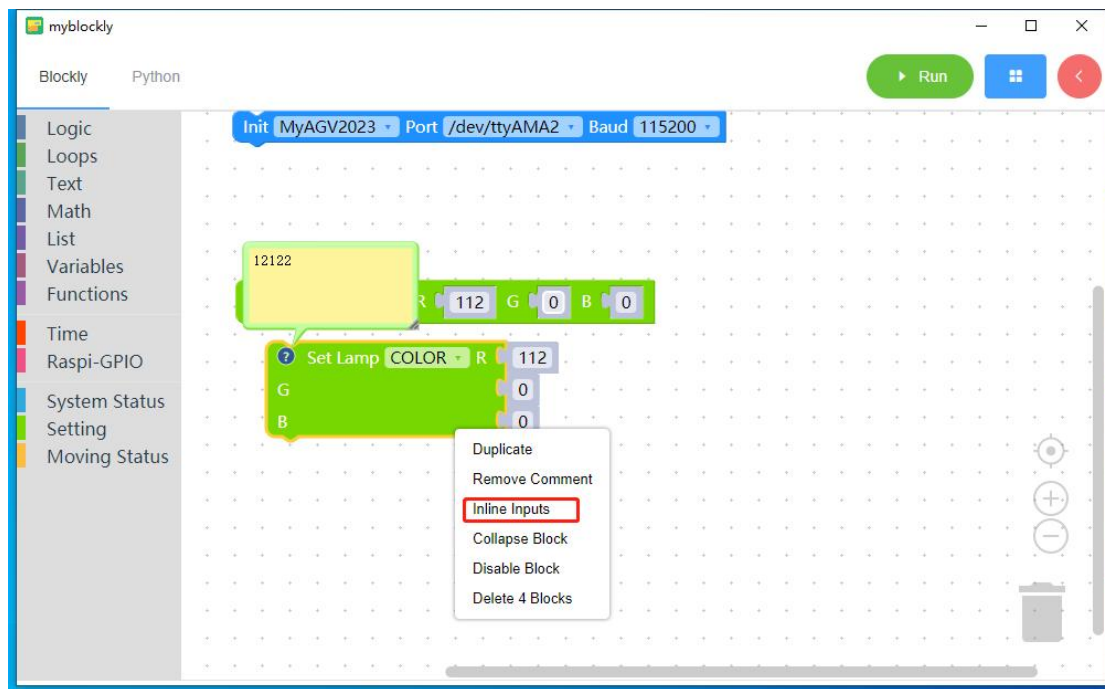 myblockly
Blockly Python
Run
Logic
Loops
Text
Math
List
Variables
Functions
Time
Raspi-GPIO
System Status
Setting
Moving Status
Init MyAGV2023 Port /dev/ttyAMA2 Baud 115200
12122
R 112 G 0 B 0
? Set Lamp COLOR R 112
G 0
B 0
Duplicate
Remove Comment
Inline Inputs
Collapse Block
Disable Block
Delete 4 Blocks